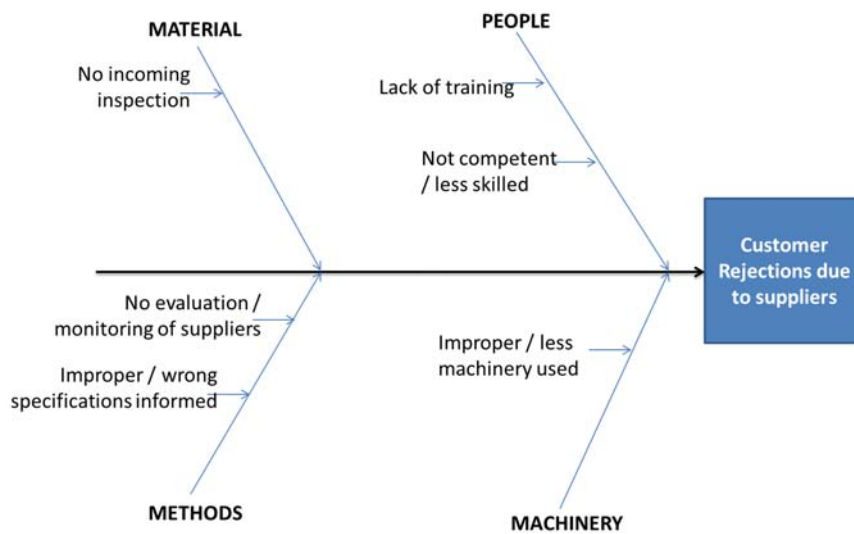 MATERIAL
No incoming
inspection
PEOPLE
Lack of training
Not competent
/ less skilled
Customer
Rejections due
to suppliers
No evaluation /
monitoring of suppliers
Improper / wrong
specifications informed
METHODS
Improper / less
machinery used
MACHINERY